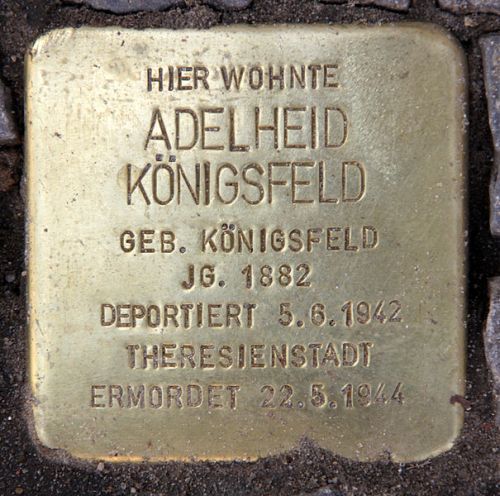 HIER WOHNTE
ADELHEID
KÖNIGSFELD
GEB. KÖNIGSFELD
JG. 1882
DEPORTIERT 5.6.1942
THERESIENSTADT
ERMORDET 22.5.1944